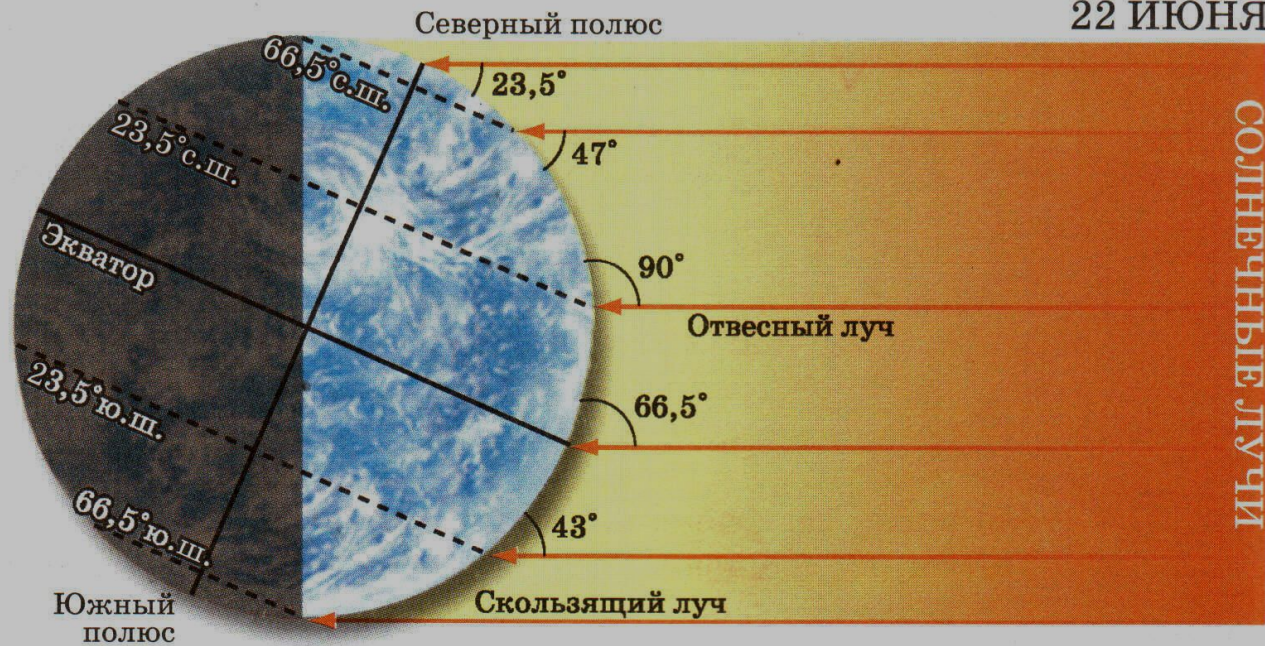 22 ИЮНЯ
Северный полюс
66,5°с.ш.
23,5°
47°
23,5°с.ш.
Экватор
90°
Отвесный луч
23,5°ю.ш.
66,5°
66,5°ю.ш.
43°
Южный
полюс
Скользящий луч
СОЛНЕЧНЫЕ ЛУЧИ